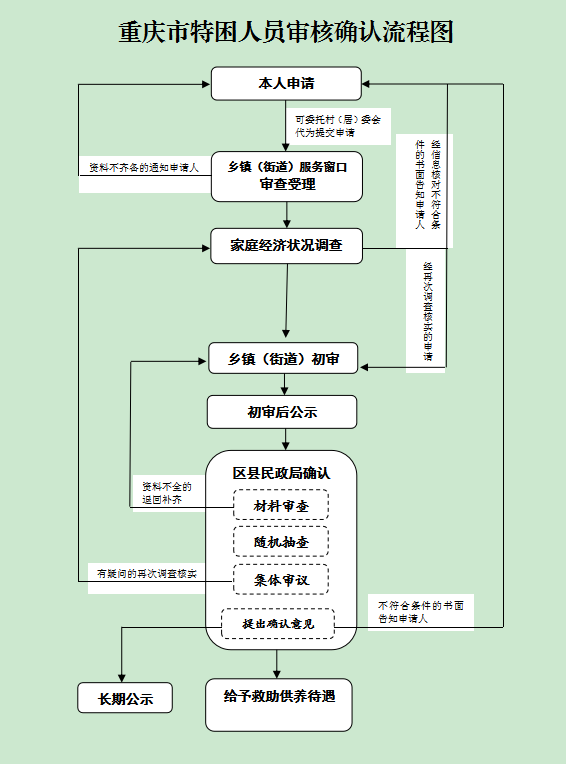 重庆市特困人员审核确认流程图
本人申请
可委托村（居）委会
代为提交申请
资料不齐备的通知申请人
乡镇（街道）服务窗口
审查受理
经信息核对不符合条
件的书面告知申请人
家庭经济状况调查
经再次调查核实的申请
乡镇（街道）初审
初审后公示
区县民政局确认
资料不全的
退回补齐
材料审查
随机抽查
有疑问的再次调查核实
集体审议
不符合条件的书面
告知申请人
提出确认意见
长期公示
给予救助供养待遇